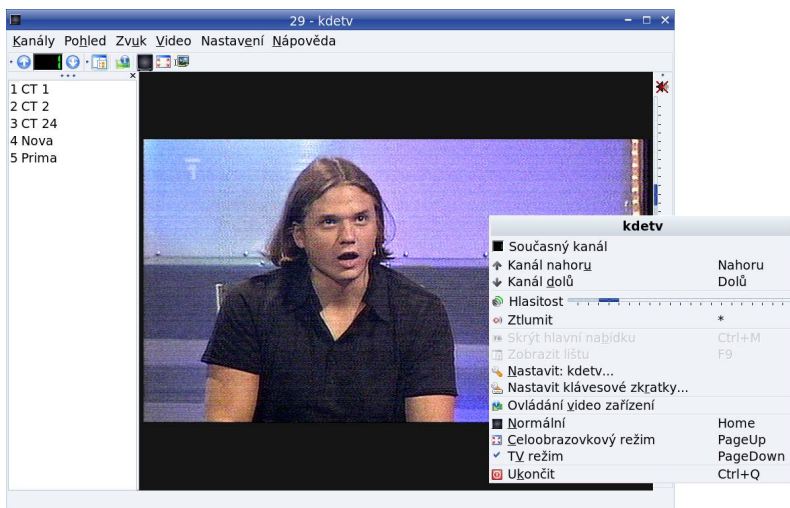 29 - kdetv
Kanály Pohled Zvuk Video Nastavení Nápověda
1
1 CT 1
2 CT 2
3 CT 24
4 Nova
5 Prima
kdetv
Současný kanál
Kanál nahoru Nahoru
Kanál dolů Dolů
Hlasitost
Ztlumit *
Skrýt hlavní nabídku Ctrl+M
Zobrazit lištu F9
Nastavit: kdetv...
Nastavit klávesové zkratky...
Ovládání video zařízení
Normální Home
Celoobrazovkový režim PageUp
TV režim PageDown
Ukončit Ctrl+Q